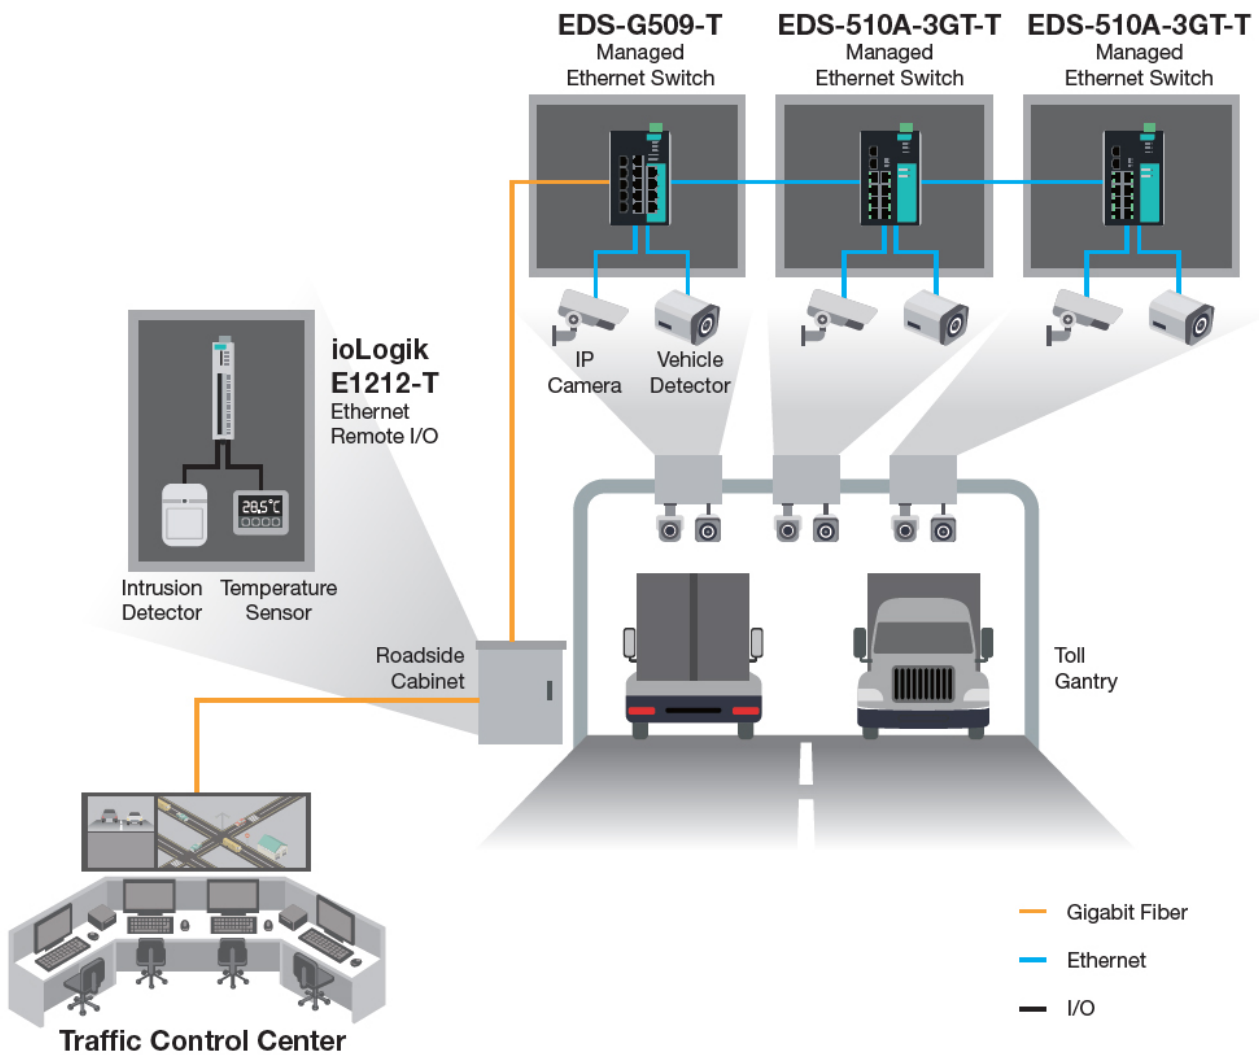 EDS-G509-T
Managed
Ethernet Switch
EDS-510A-3GT-T
Managed
Ethernet Switch
EDS-510A-3GT-T
Managed
Ethernet Switch
IP
Camera
Vehicle
Detector
ioLogik
E1212-T
Ethernet
Remote I/O
28.5°C
Intrusion
Detector
Temperature
Sensor
Roadside
Cabinet
Toll
Gantry
Gigabit Fiber
Ethernet
I/O
Traffic Control Center